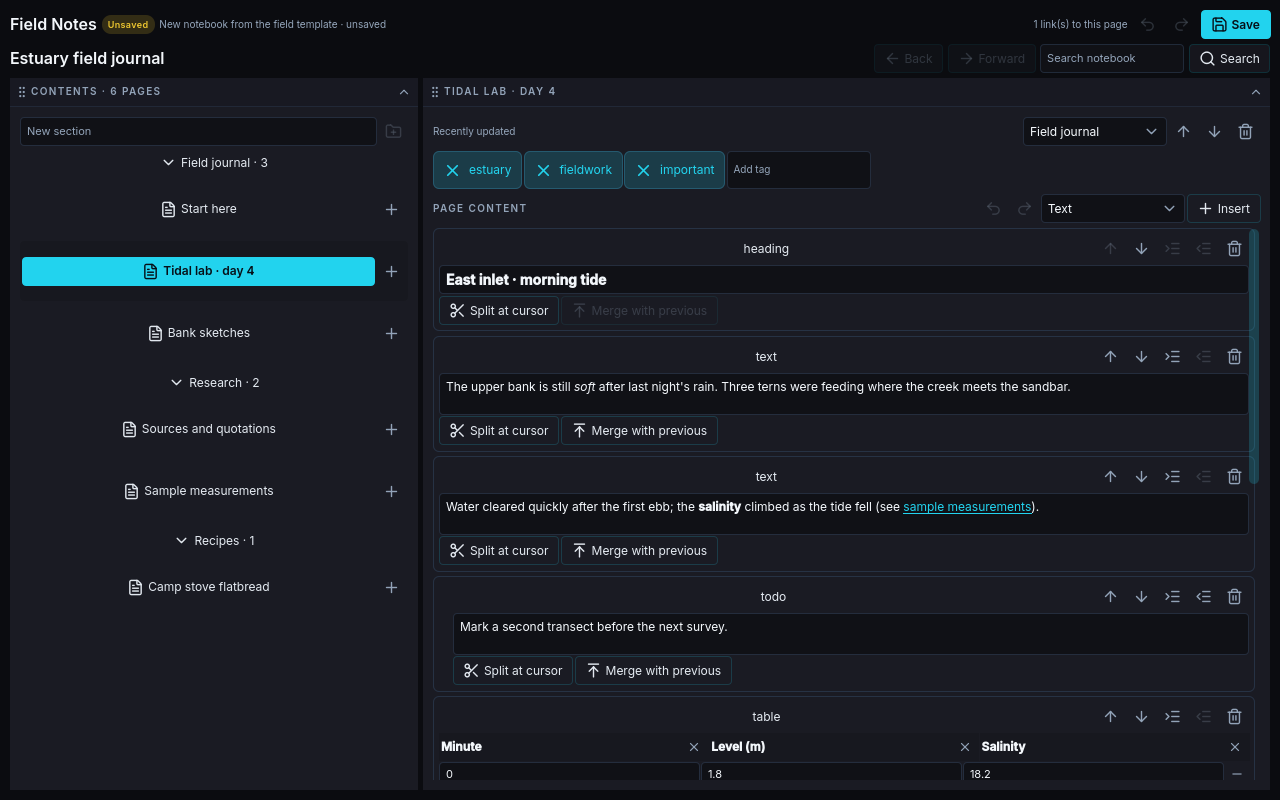 Field Notes Unsaved New notebook from the field template · unsaved 1 link(s) to this page Save
Estuary field journal Back Forward Search notebook Search
CONTENTS · 6 PAGES
New section
Field journal · 3
Start here
Tidal lab · day 4
Bank sketches
Research · 2
Sources and quotations
Sample measurements
Recipes · 1
Camp stove flatbread
TIDAL LAB · DAY 4
Recently updated Field journal
estuary fieldwork important Add tag
PAGE CONTENT Text Insert
heading
East inlet · morning tide
Split at cursor Merge with previous
text
The upper bank is still soft after last night's rain. Three terns were feeding where the creek meets the sandbar.
Split at cursor Merge with previous
text
Water cleared quickly after the first ebb; the salinity climbed as the tide fell (see sample measurements).
Split at cursor Merge with previous
todo
Mark a second transect before the next survey.
Split at cursor Merge with previous
table
Minute Level (m) Salinity
0 1.8 18.2